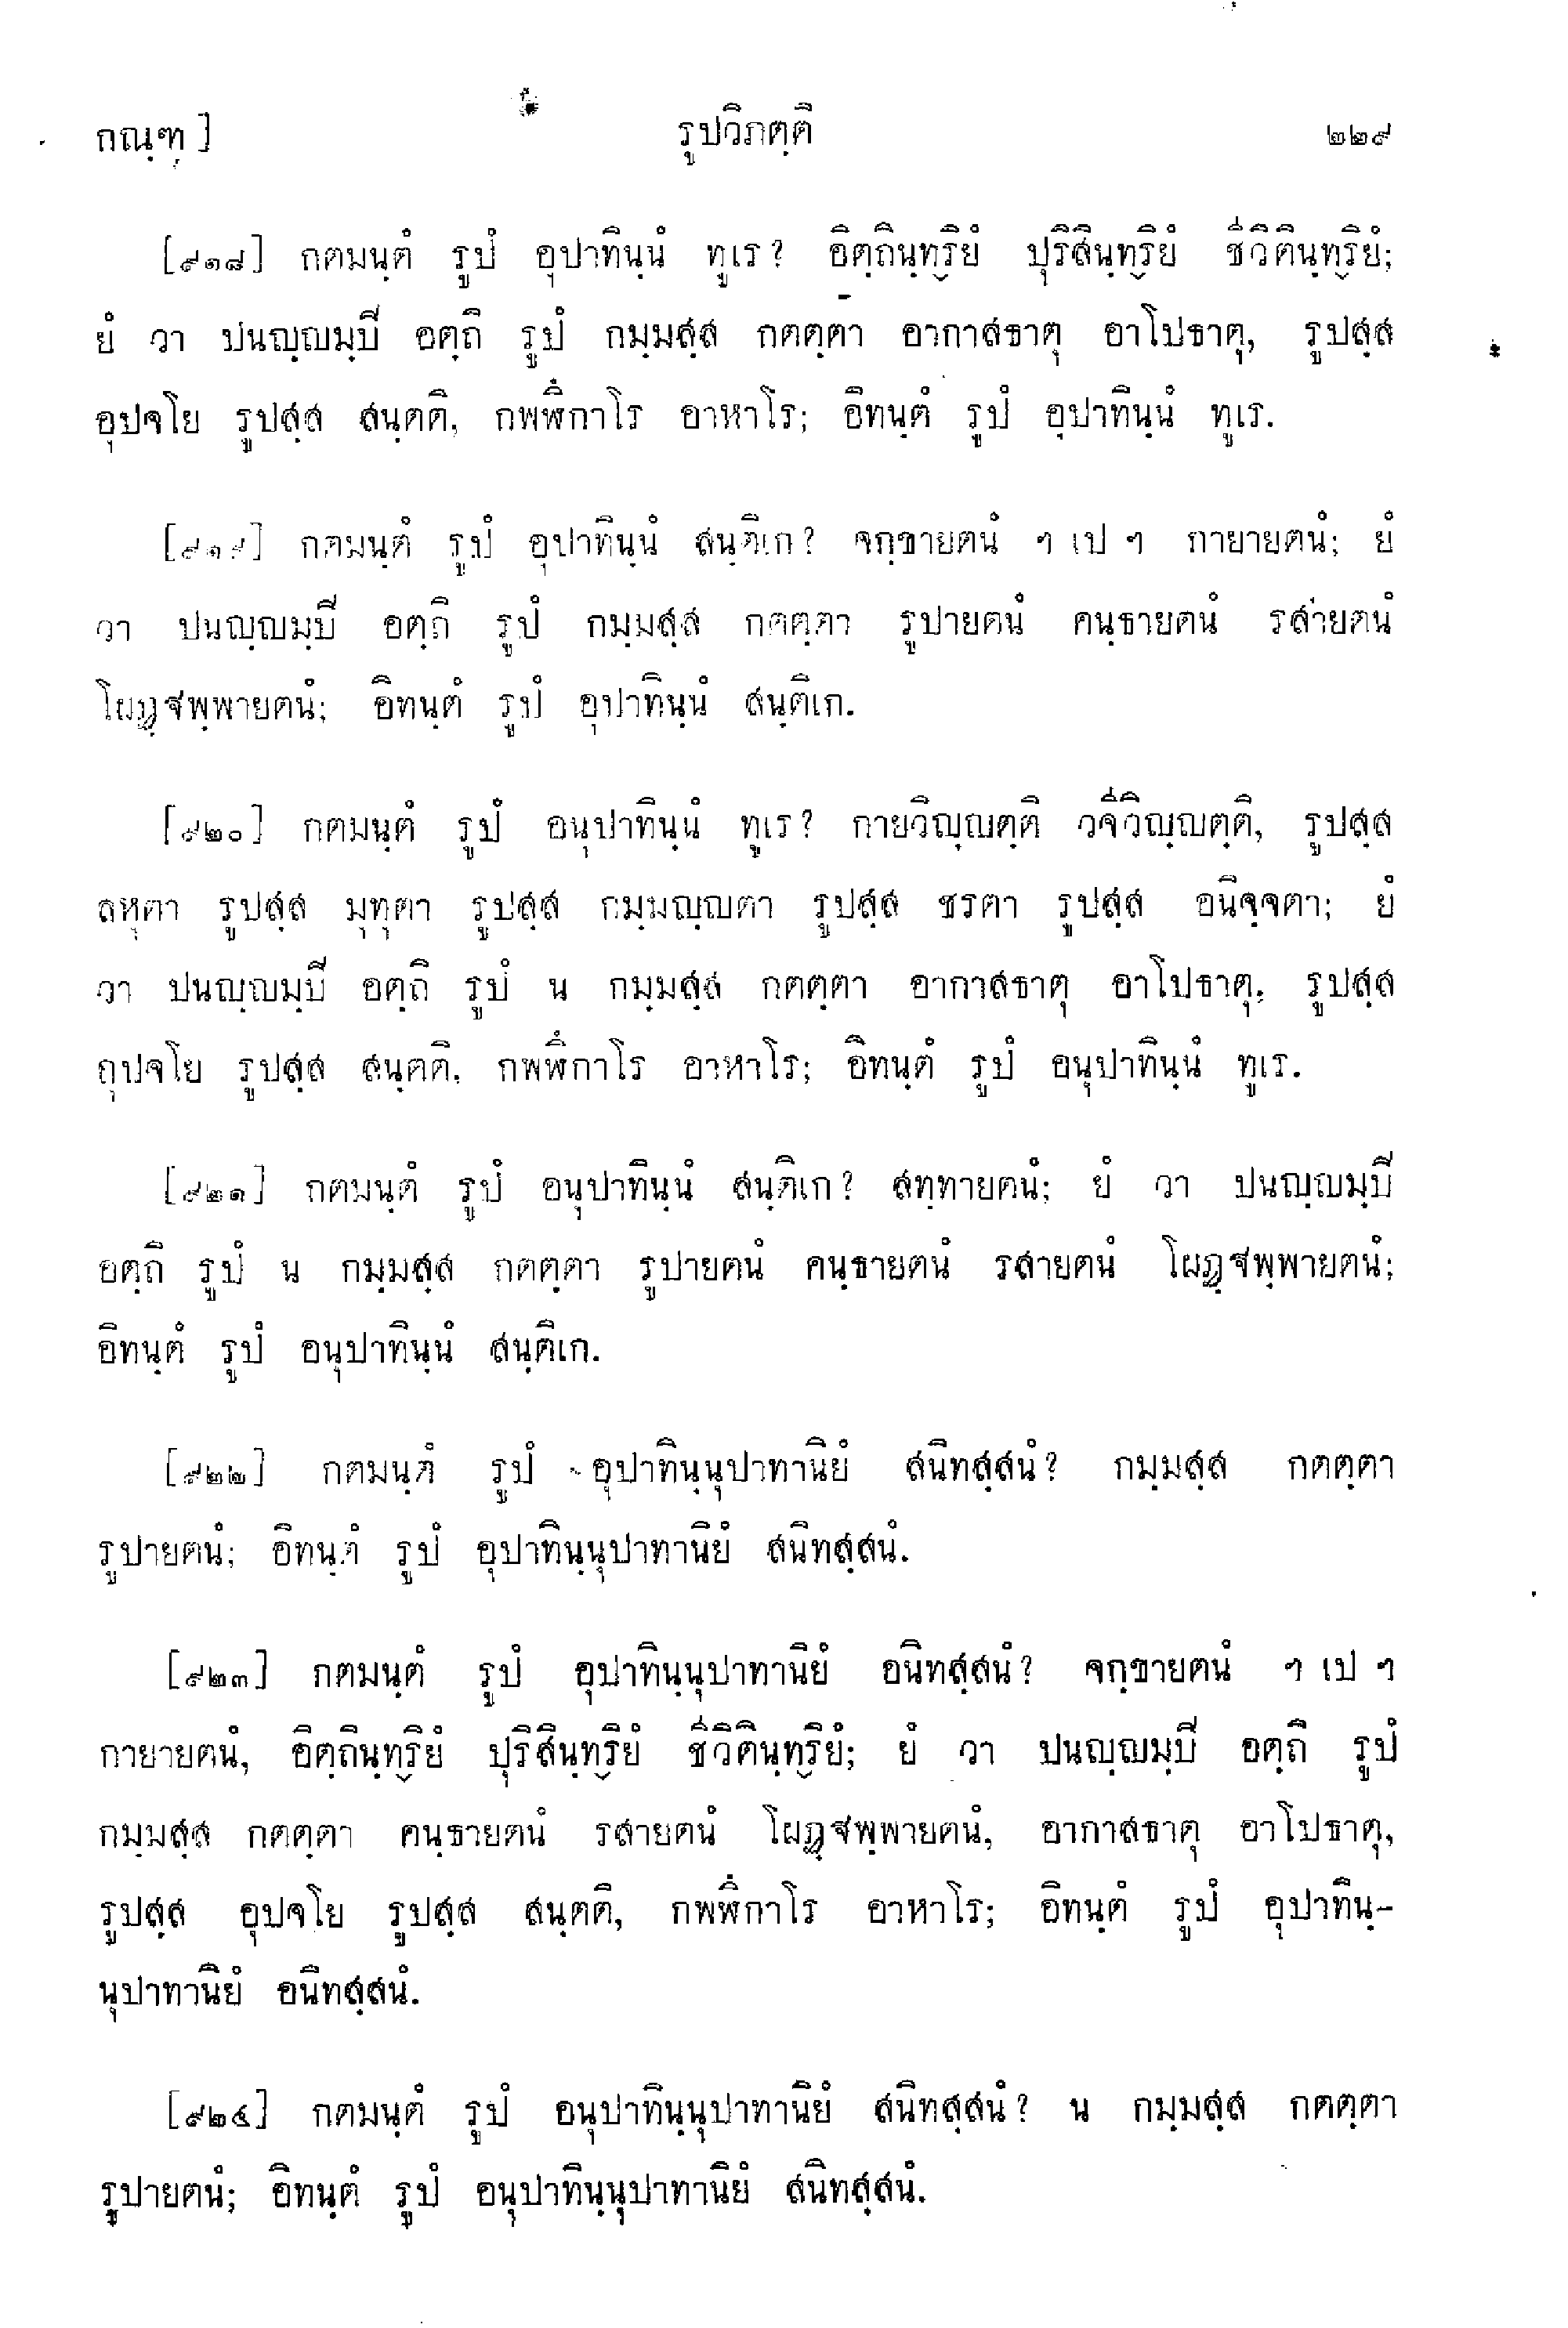 กณฺฑ] รูปวิภตฺติ ๒๒๙
[๙๑๘] กตมนฺตํ รูปํ อุปาทินฺนํ ทูเร? อิตฺถินฺทฺริยํ ปุริสินฺทฺริยํ ชีวิตินฺทฺริยํ;
ยํ วา ปนญฺญมฺปิ อตฺถิ รูปํ กมฺมสฺส กตตฺตา อากาสธาตุ อาโปธาตุ, รูปสฺส
อุปจโย รูปสฺส สนฺตติ, กพฬิํกาโร อาหาโร; อิทนฺตํ รูปํ อุปาทินฺนํ ทูเร.
[๙๑๙] กตมนฺตํ รูปํ อุปาทินฺนํ สนฺติเก? จกฺขายตนํ ฯ เป ฯ กายายตนํ; ยํ
วา ปนญฺญมฺปิ อตฺถิ รูปํ กมฺมสฺส กตตฺตา รูปายตนํ คนฺธายตนํ รสายตนํ
โผฏฺฐพฺพายตนํ; อิทนฺตํ รูปํ อุปาทินฺนํ สนฺติเก.
[๙๒๐] กตมนฺตํ รูปํ อนุปาทินฺนํ ทูเร? กายวิญฺญตฺติ วจีวิญฺญตฺติ, รูปสฺส
ลหุตา รูปสฺส มุทุตา รูปสฺส กมฺมญฺญตา รูปสฺส ชรตา รูปสฺส อนิจฺจตา; ยํ
วา ปนญฺญมฺปิ อตฺถิ รูปํ น กมฺมสฺส กตตฺตา อากาสธาตุ อาโปธาตุ, รูปสฺส
อุปจโย รูปสฺส สนฺตติ, กพฬิํกาโร อาหาโร; อิทนฺตํ รูปํ อนุปาทินฺนํ ทูเร.
[๙๒๑] กตมนฺตํ รูปํ อนุปาทินฺนํ สนฺติเก? สทฺทายตนํ; ยํ วา ปนญฺญมฺปิ
อตฺถิ รูปํ น กมฺมสฺส กตตฺตา รูปายตนํ คนฺธายตนํ รสายตนํ โผฏฺฐพฺพายตนํ;
อิทนฺตํ รูปํ อนุปาทินฺนํ สนฺติเก.
[๙๒๒] กตมนฺตํ รูปํ อุปาทินฺนุปาทานิยํ สนิทสฺสนํ? กมฺมสฺส กตตฺตา
รูปายตนํ; อิทนฺตํ รูปํ อุปาทินฺนุปาทานิยํ สนิทสฺสนํ.
[๙๒๓] กตมนฺตํ รูปํ อุปาทินฺนุปาทานิยํ อนิทสฺสนํ? จกฺขายตนํ ฯ เป ฯ
กายายตนํ, อิตฺถินฺทฺริยํ ปุริสินฺทฺริยํ ชีวิตินฺทฺริยํ; ยํ วา ปนญฺญมฺปิ อตฺถิ รูปํ
กมฺมสฺส กตตฺตา คนฺธายตนํ รสายตนํ โผฏฺฐพฺพายตนํ, อากาสธาตุ อาโปธาตุ,
รูปสฺส อุปจโย รูปสฺส สนฺตติ, กพฬิํกาโร อาหาโร; อิทนฺตํ รูปํ อุปาทินฺ-
นุปาทานิยํ อนิทสฺสนํ.
[๙๒๔] กตมนฺตํ รูปํ อนุปาทินฺนุปาทานิยํ สนิทสฺสนํ? น กมฺมสฺส กตตฺตา
รูปายตนํ; อิทนฺตํ รูปํ อนุปาทินฺนุปาทานิยํ สนิทสฺสนํ.